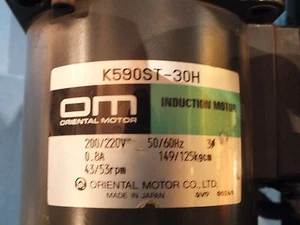 K590ST-30H
OM
ORIENTAL MOTOR
INDUCTION MOTOR
200/220V 50/60Hz 3ϕ
0.8A 149/125kgcm
43/53rpm
ORIENTAL MOTOR CO., LTD.
MADE IN JAPAN